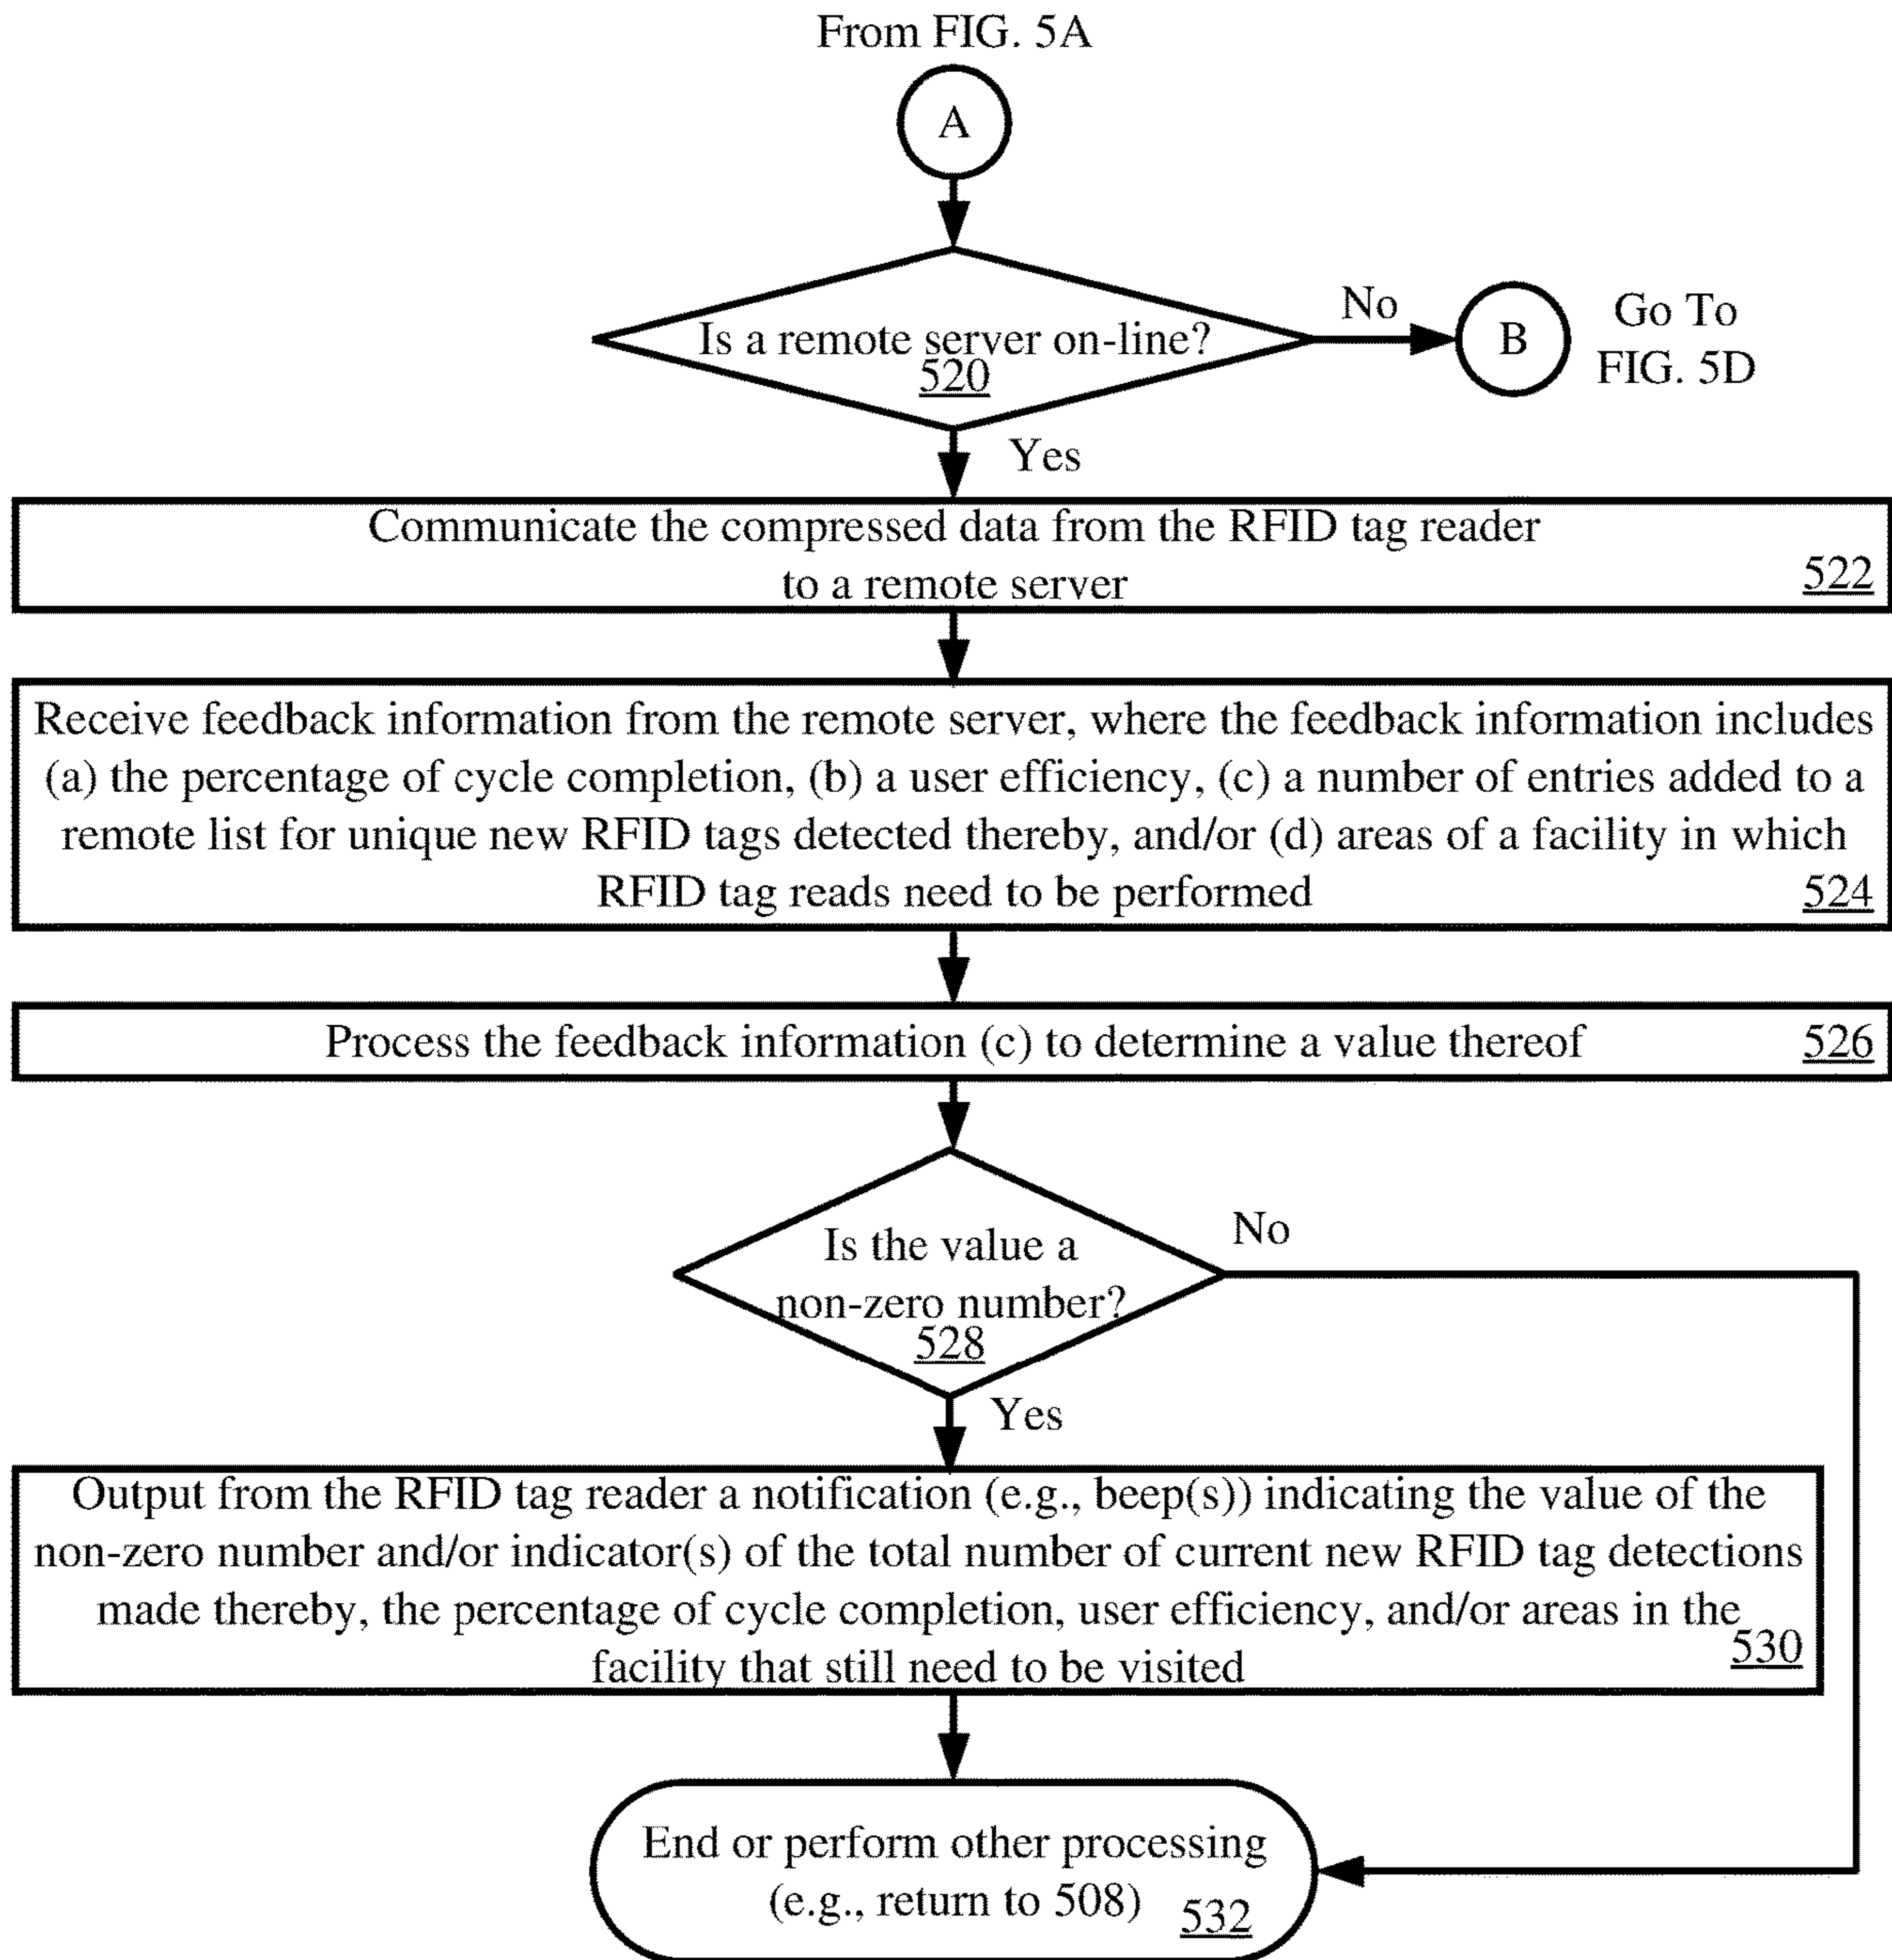 From FIG. 5A
A
Is a remote server on-line?
520
No
B
Go To
FIG. 5D
Yes
Communicate the compressed data from the RFID tag reader
to a remote server
522
Receive feedback information from the remote server, where the feedback information includes
(a) the percentage of cycle completion, (b) a user efficiency, (c) a number of entries added to a
remote list for unique new RFID tags detected thereby, and/or (d) areas of a facility in which
RFID tag reads need to be performed
524
Process the feedback information (c) to determine a value thereof
526
Is the value a
non-zero number?
528
No
Yes
Output from the RFID tag reader a notification (e.g., beep(s)) indicating the value of the
non-zero number and/or indicator(s) of the total number of current new RFID tag detections
made thereby, the percentage of cycle completion, user efficiency, and/or areas in the
facility that still need to be visited
530
End or perform other processing
(e.g., return to 508)
532